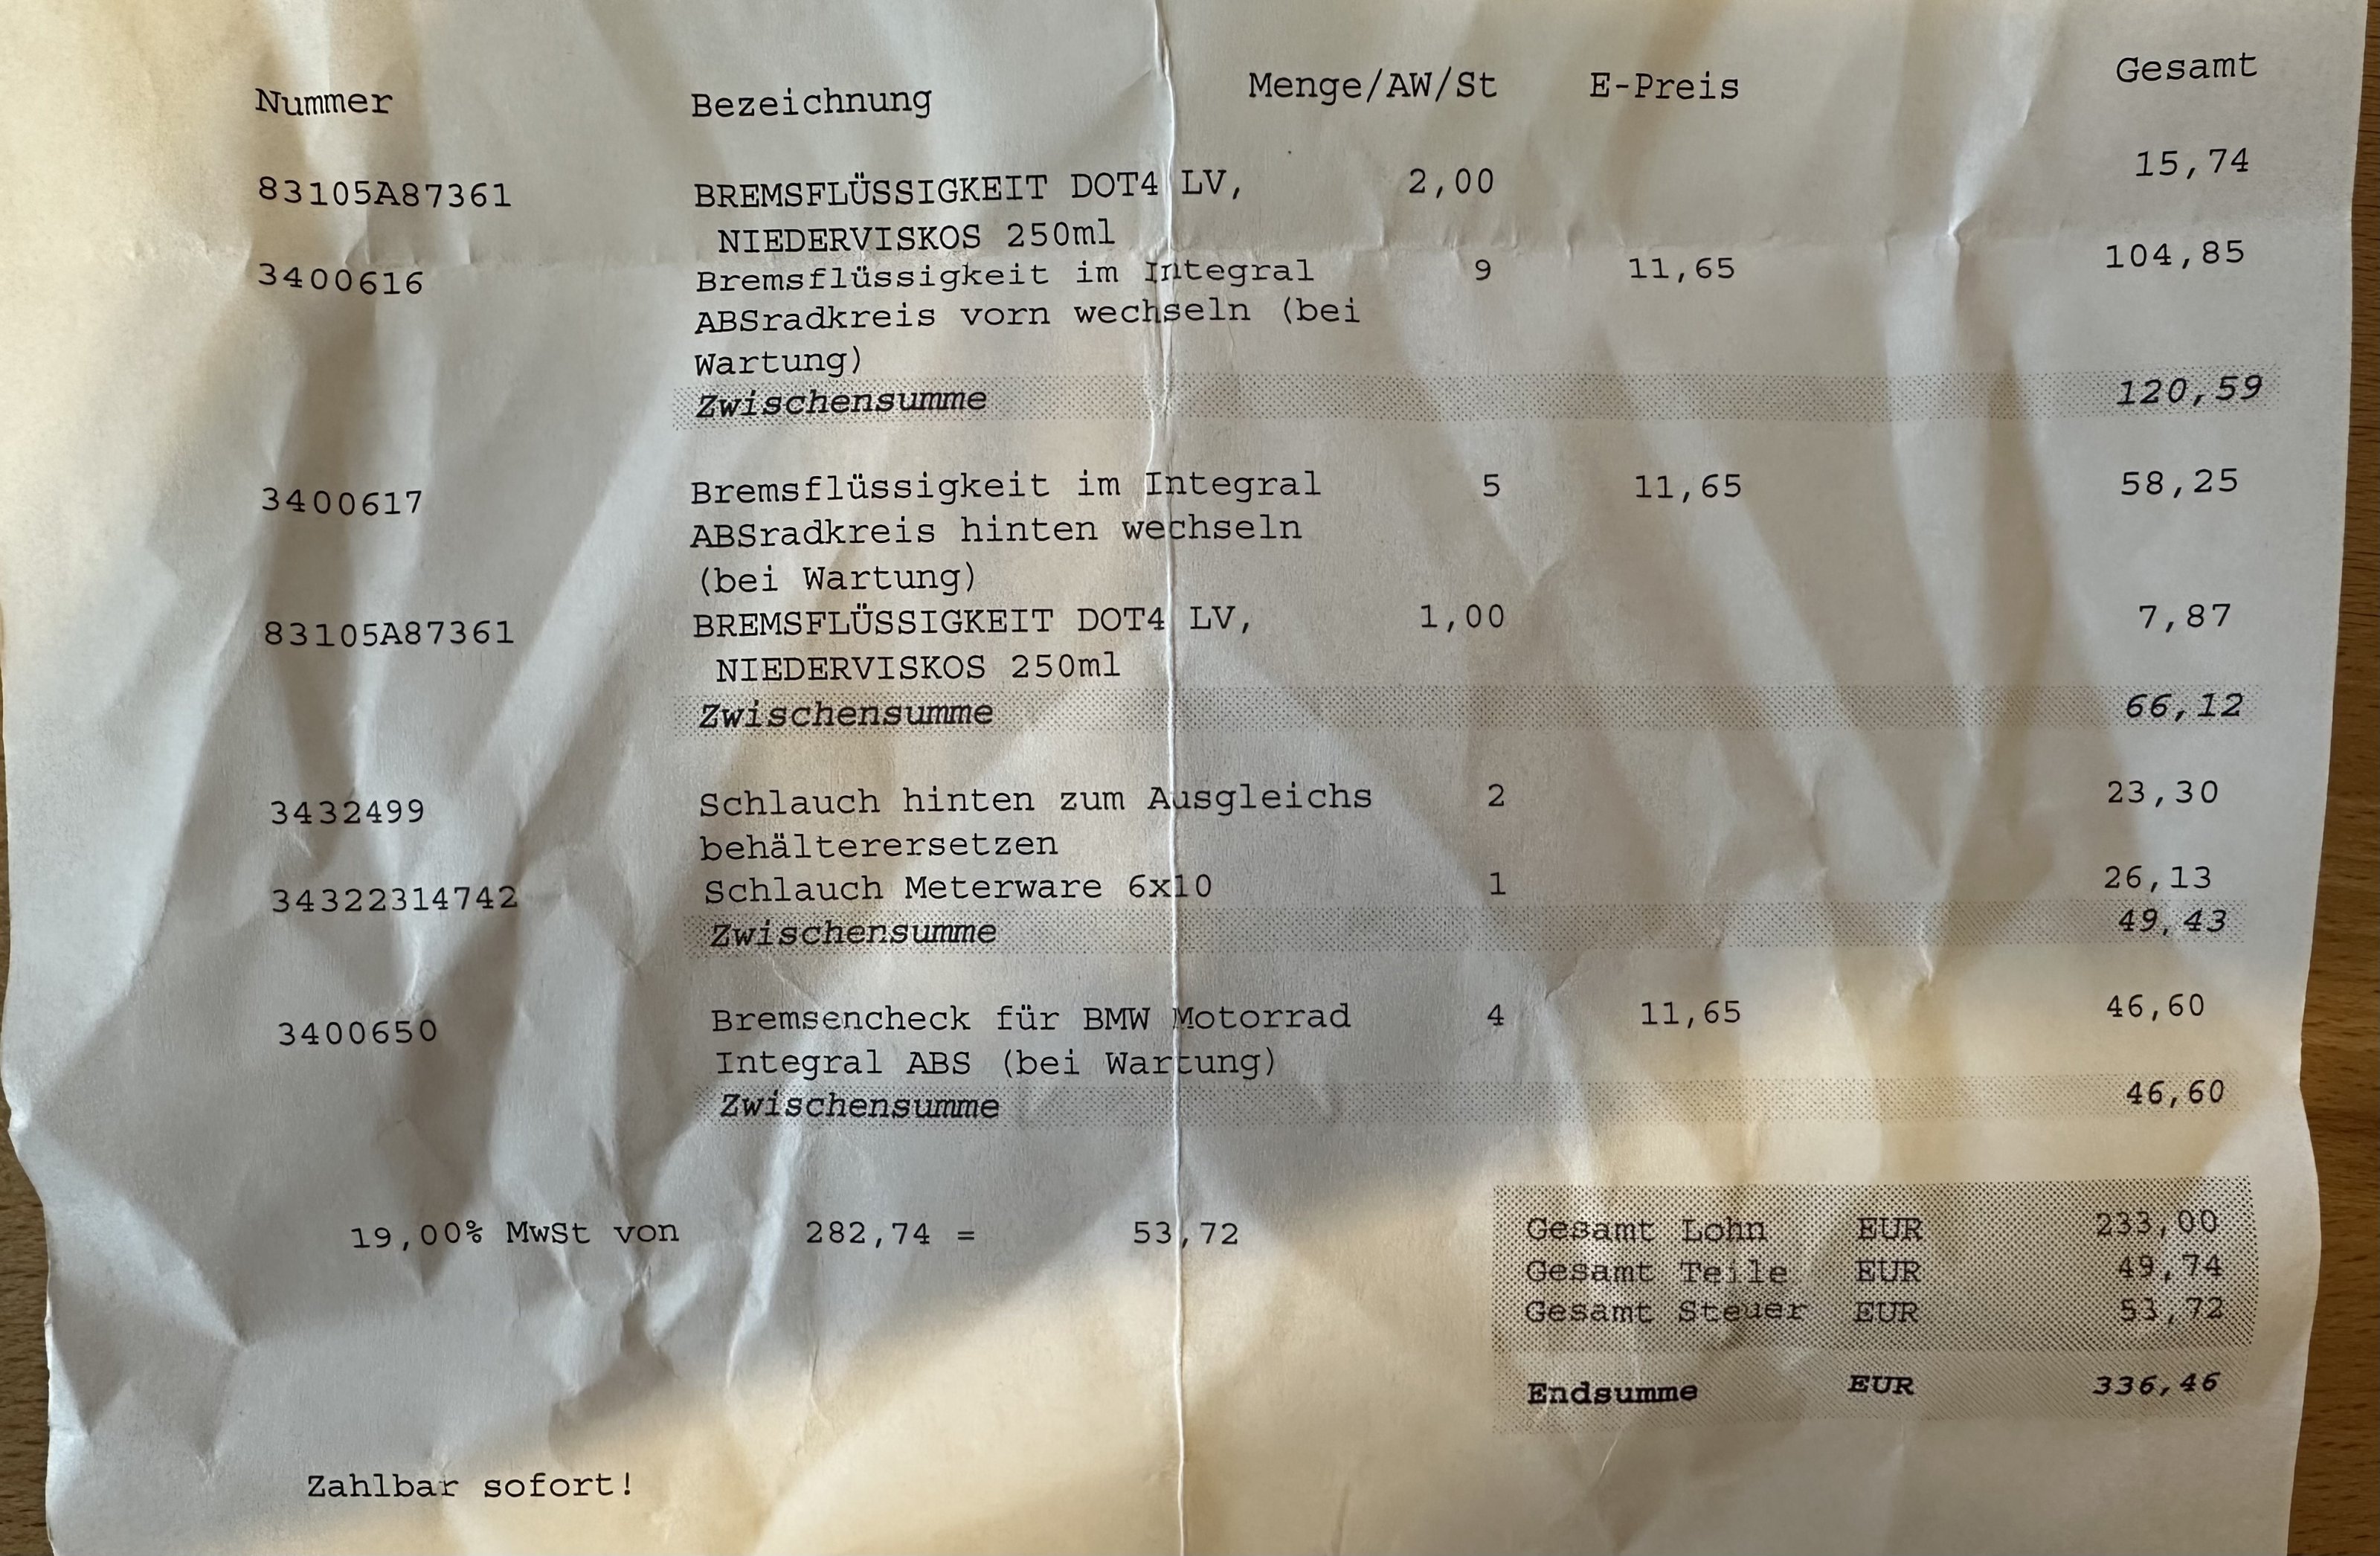 Nummer Bezeichnung Menge/AW/St E-Preis Gesamt
83105A87361 BREMSFLÜSSIGKEIT DOT4 LV, 2,00 15,74
NIEDERVISKOS 250ml
3400616 Bremsflüssigkeit im Integral 9 11,65 104,85
ABSradkreis vorn wechseln (bei
Wartung)
Zwischensumme 120,59
3400617 Bremsflüssigkeit im Integral 5 11,65 58,25
ABSradkreis hinten wechseln
(bei Wartung)
83105A87361 BREMSFLÜSSIGKEIT DOT4 LV, 1,00 7,87
NIEDERVISKOS 250ml
Zwischensumme 66,12
3432499 Schlauch hinten zum Ausgleichs 2 23,30
behälterersetzen
34322314742 Schlauch Meterware 6x10 1 26,13
Zwischensumme 49,43
3400650 Bremsencheck für BMW Motorrad 4 11,65 46,60
Integral ABS (bei Wartung)
Zwischensumme 46,60
19,00% MwSt von 282,74 = 53,72
Gesamt Lohn EUR 233,00
Gesamt Teile EUR 49,74
Gesamt Steuer EUR 53,72
Endsumme EUR 336,46
Zahlbar sofort!